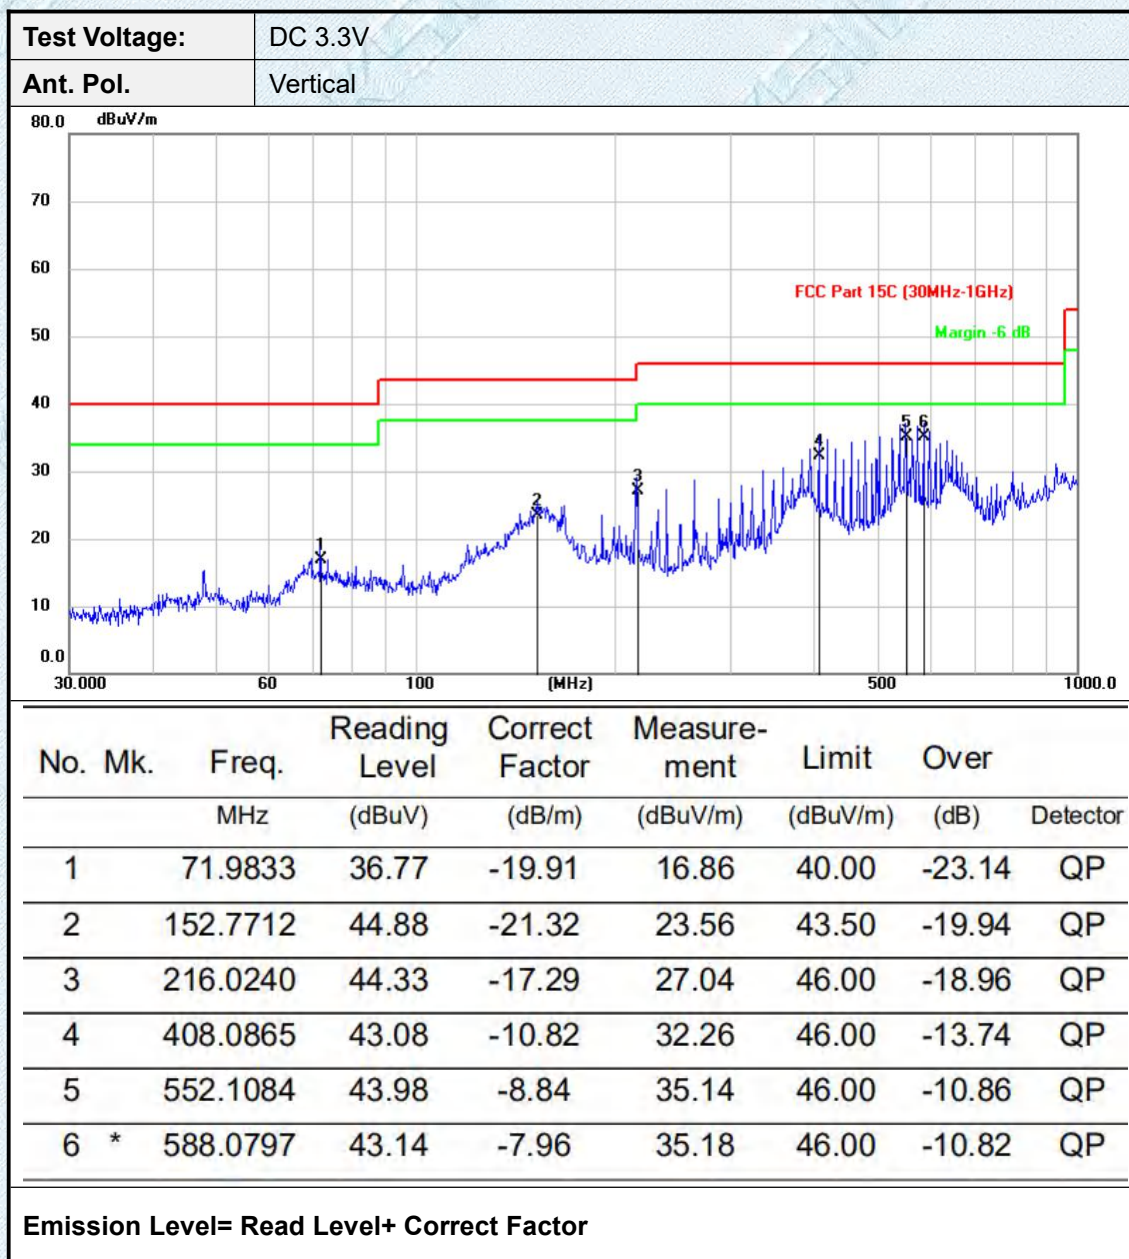 Test Voltage: DC 3.3V
Ant. Pol. Vertical
80.0 dBuV/m
70
60
FCC Part 15C (30MHz-1GHz)
50
Margin -6 dB
40
5 6
4
30
3
2
20
1
10
0.0
30.000 60 100 (MHz) 500 1000.0
No. Mk. Freq. Reading Level Correct Factor Measure-ment Limit Over
MHz (dBuV) (dB/m) (dBuV/m) (dBuV/m) (dB) Detector
1 71.9833 36.77 -19.91 16.86 40.00 -23.14 QP
2 152.7712 44.88 -21.32 23.56 43.50 -19.94 QP
3 216.0240 44.33 -17.29 27.04 46.00 -18.96 QP
4 408.0865 43.08 -10.82 32.26 46.00 -13.74 QP
5 552.1084 43.98 -8.84 35.14 46.00 -10.86 QP
6 * 588.0797 43.14 -7.96 35.18 46.00 -10.82 QP
Emission Level= Read Level+ Correct Factor